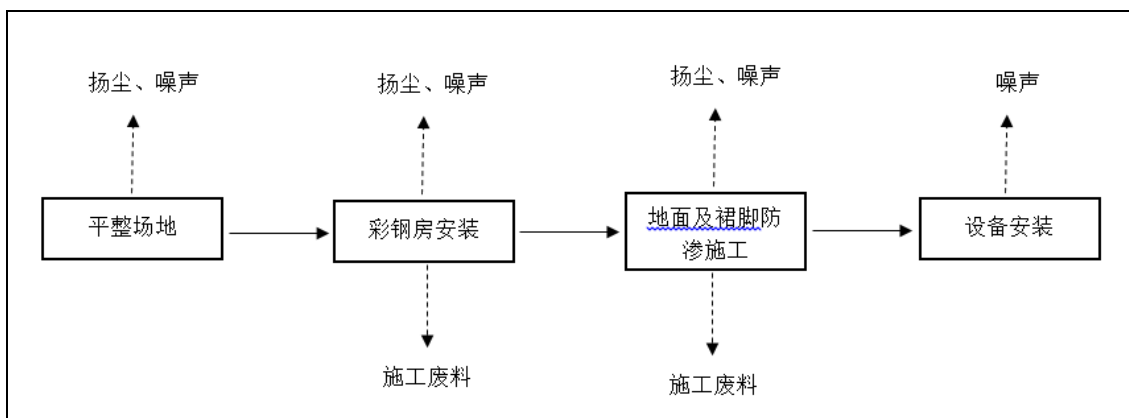 扬尘、噪声
扬尘、噪声
扬尘、噪声
噪声
平整场地
彩钢房安装
地面及裙脚防
渗施工
设备安装
施工废料
施工废料